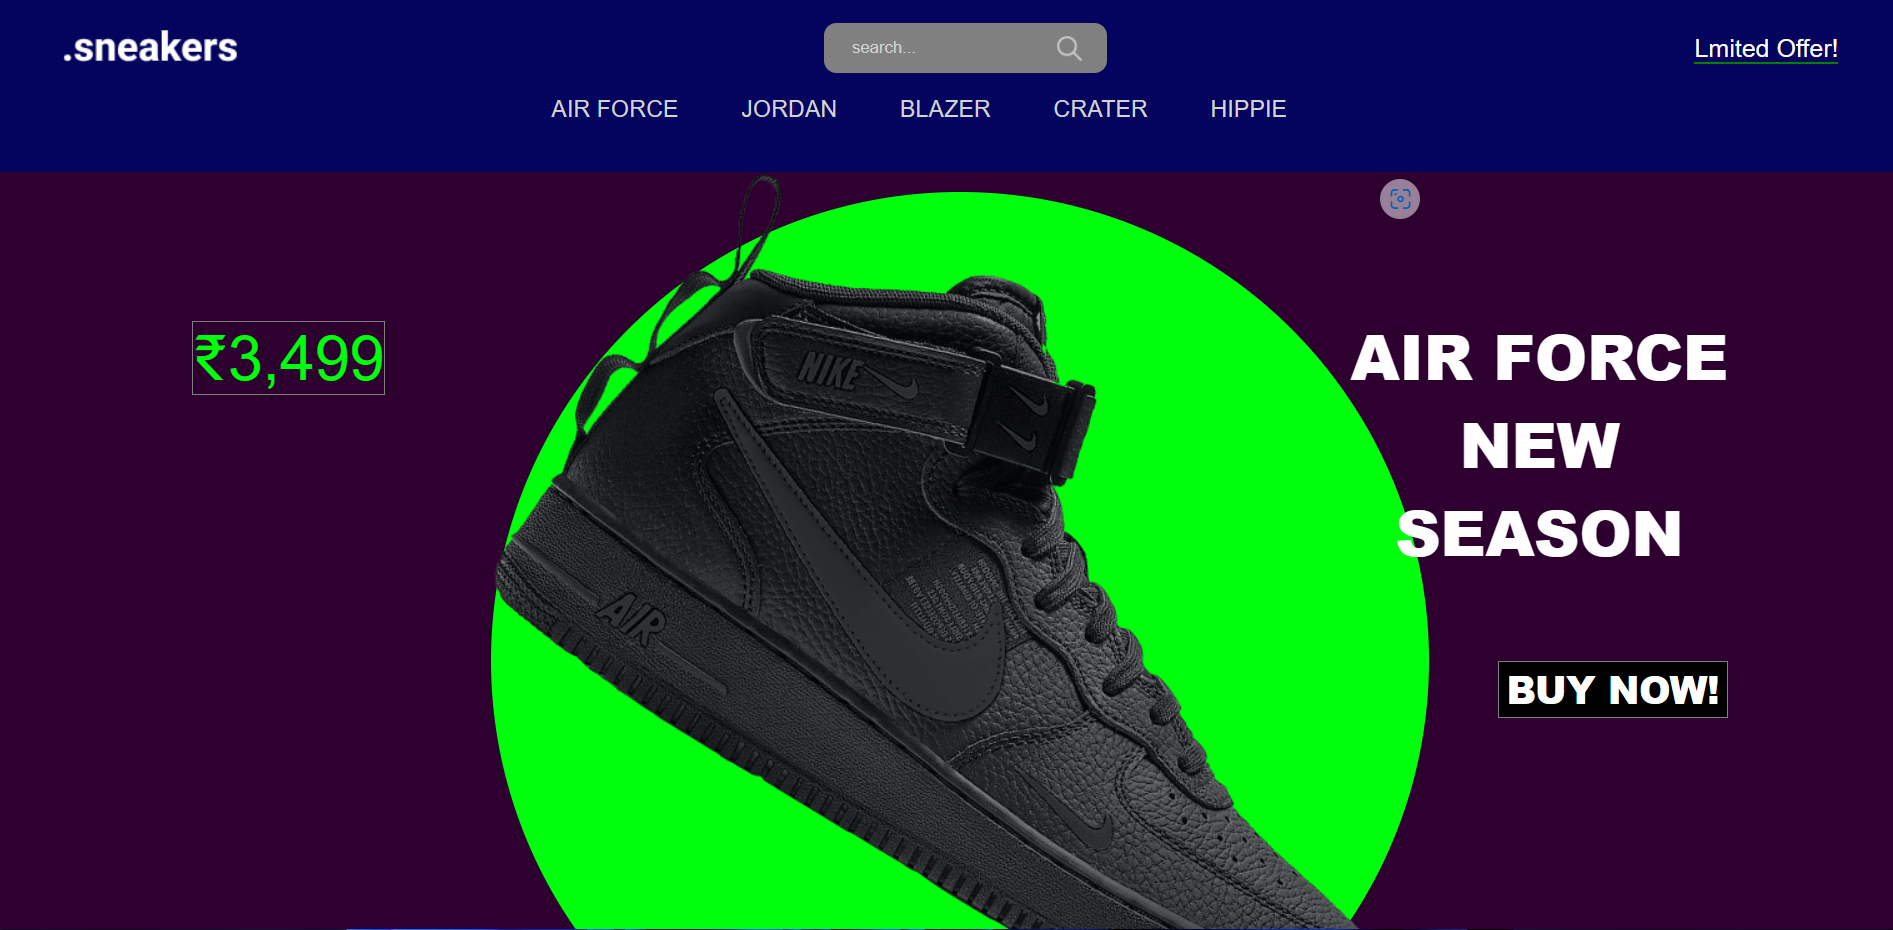 .sneakers
search...
Lmited Offer!
AIR FORCE
JORDAN
BLAZER
CRATER
HIPPIE
₹3,499
NIKE
AIR
AIR FORCE
NEW
SEASON
BUY NOW!